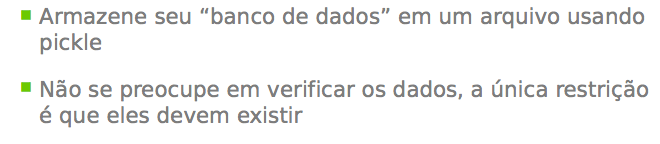 Armazene seu “banco de dados” em um arquivo usando
pickle
Não se preocupe em verificar os dados, a única restrição
é que eles devem existir